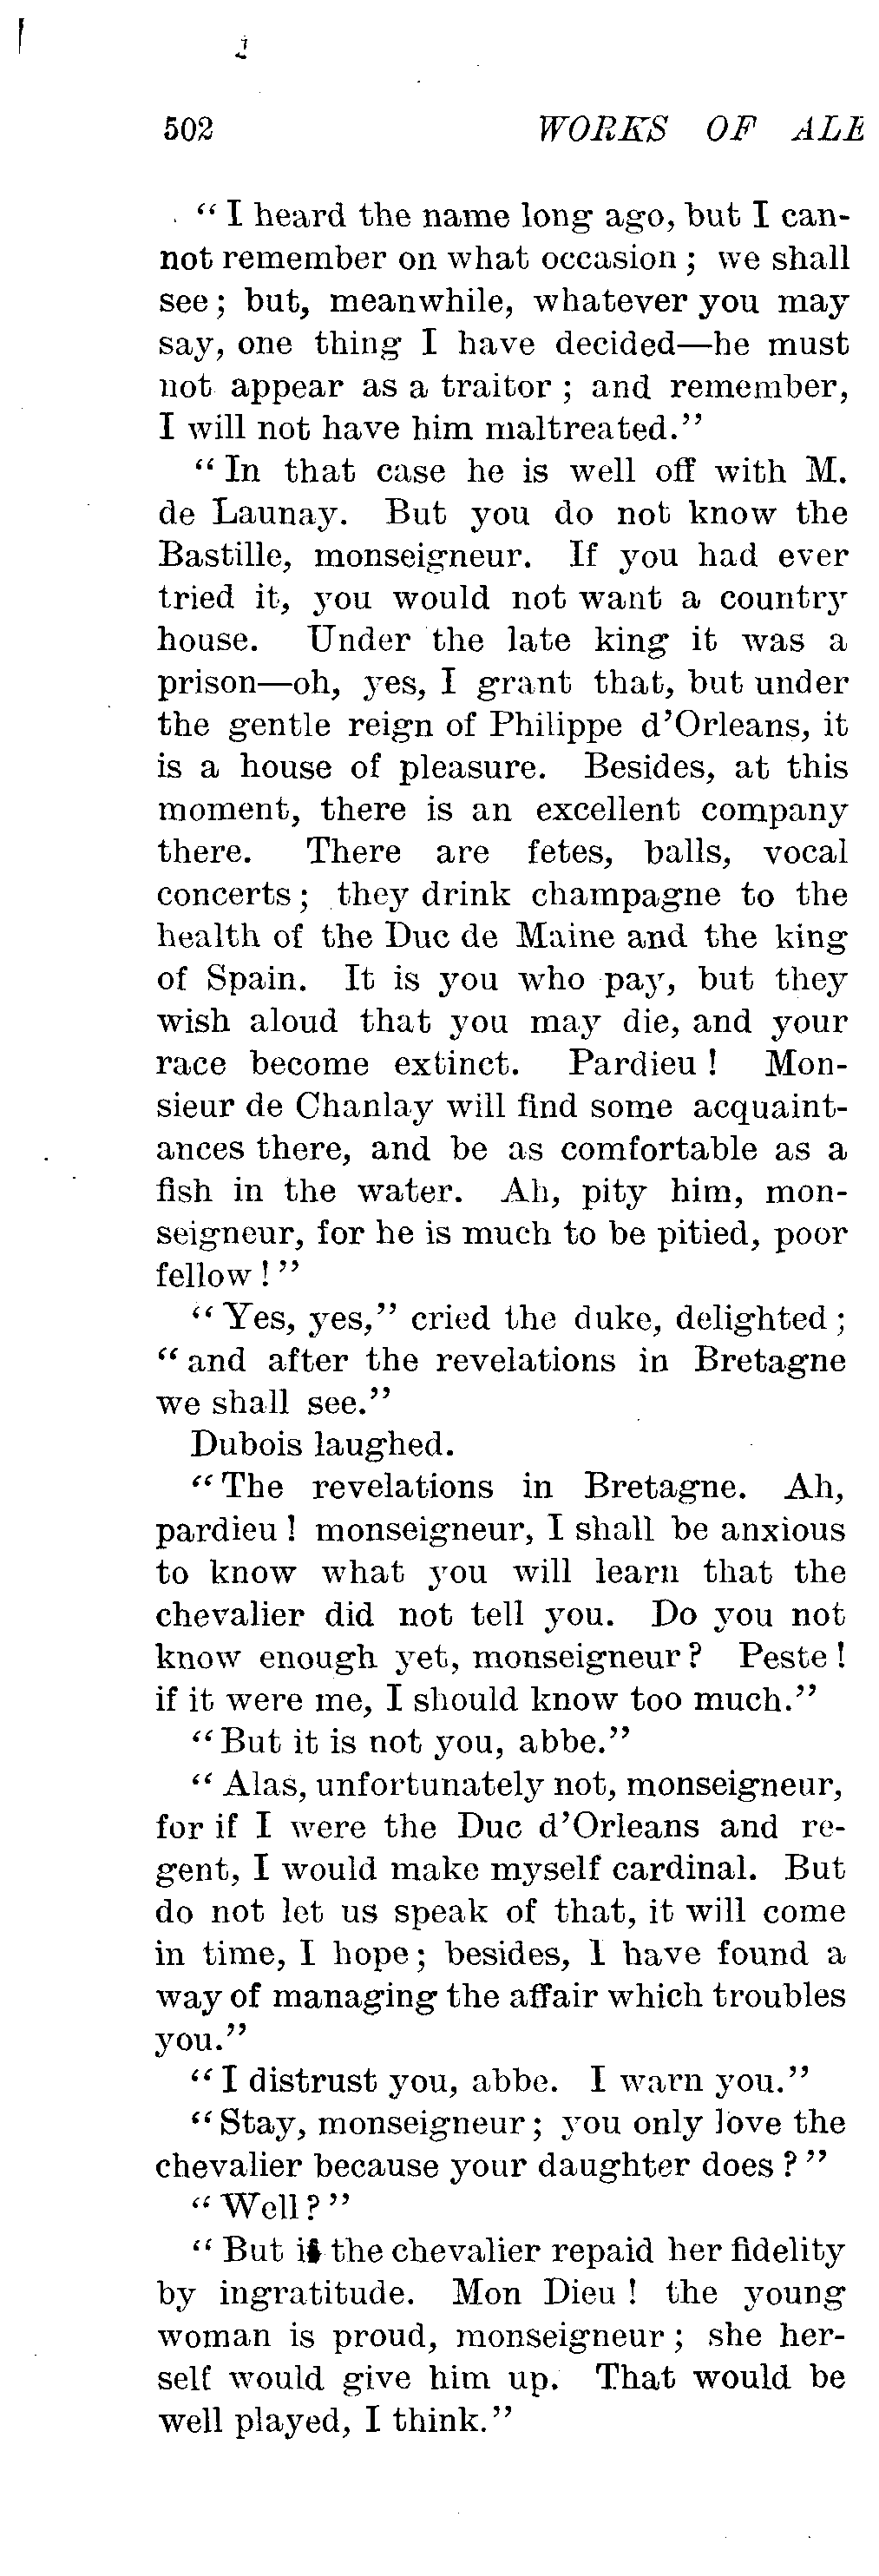 502 WORKS OF ALE
“ I heard the name long ago, but I can-
not remember on what occasion ; we shall
see ; but, meanwhile, whatever you may
say, one thing I have decided—he must
not appear as a traitor ; and remember,
I will not have him maltreated.”
“ In that case he is well off with M.
de Launay. But you do not know the
Bastille, monseigneur. If you had ever
tried it, you would not want a country
house. Under the late king it was a
prison—oh, yes, I grant that, but under
the gentle reign of Philippe d’Orleans, it
is a house of pleasure. Besides, at this
moment, there is an excellent company
there. There are fetes, balls, vocal
concerts ; they drink champagne to the
health of the Duc de Maine and the king
of Spain. It is you who pay, but they
wish aloud that you may die, and your
race become extinct. Pardieu ! Mon-
sieur de Chanlay will find some acquaint-
ances there, and be as comfortable as a
fish in the water. Ah, pity him, mon-
seigneur, for he is much to be pitied, poor
fellow ! ”
“ Yes, yes,” cried the duke, delighted ;
“ and after the revelations in Bretagne
we shall see.”
Dubois laughed.
“ The revelations in Bretagne. Ah,
pardieu ! monseigneur, I shall be anxious
to know what you will learn that the
chevalier did not tell you. Do you not
know enough yet, monseigneur ? Peste !
if it were me, I should know too much.”
“ But it is not you, abbe.”
“ Alas, unfortunately not, monseigneur,
for if I were the Duc d’Orleans and re-
gent, I would make myself cardinal. But
do not let us speak of that, it will come
in time, I hope ; besides, I have found a
way of managing the affair which troubles
you.”
“ I distrust you, abbe. I warn you.”
“ Stay, monseigneur ; you only love the
chevalier because your daughter does ? ”
“ Well ? ”
“ But if the chevalier repaid her fidelity
by ingratitude. Mon Dieu ! the young
woman is proud, monseigneur ; she her-
self would give him up. That would be
well played, I think.”